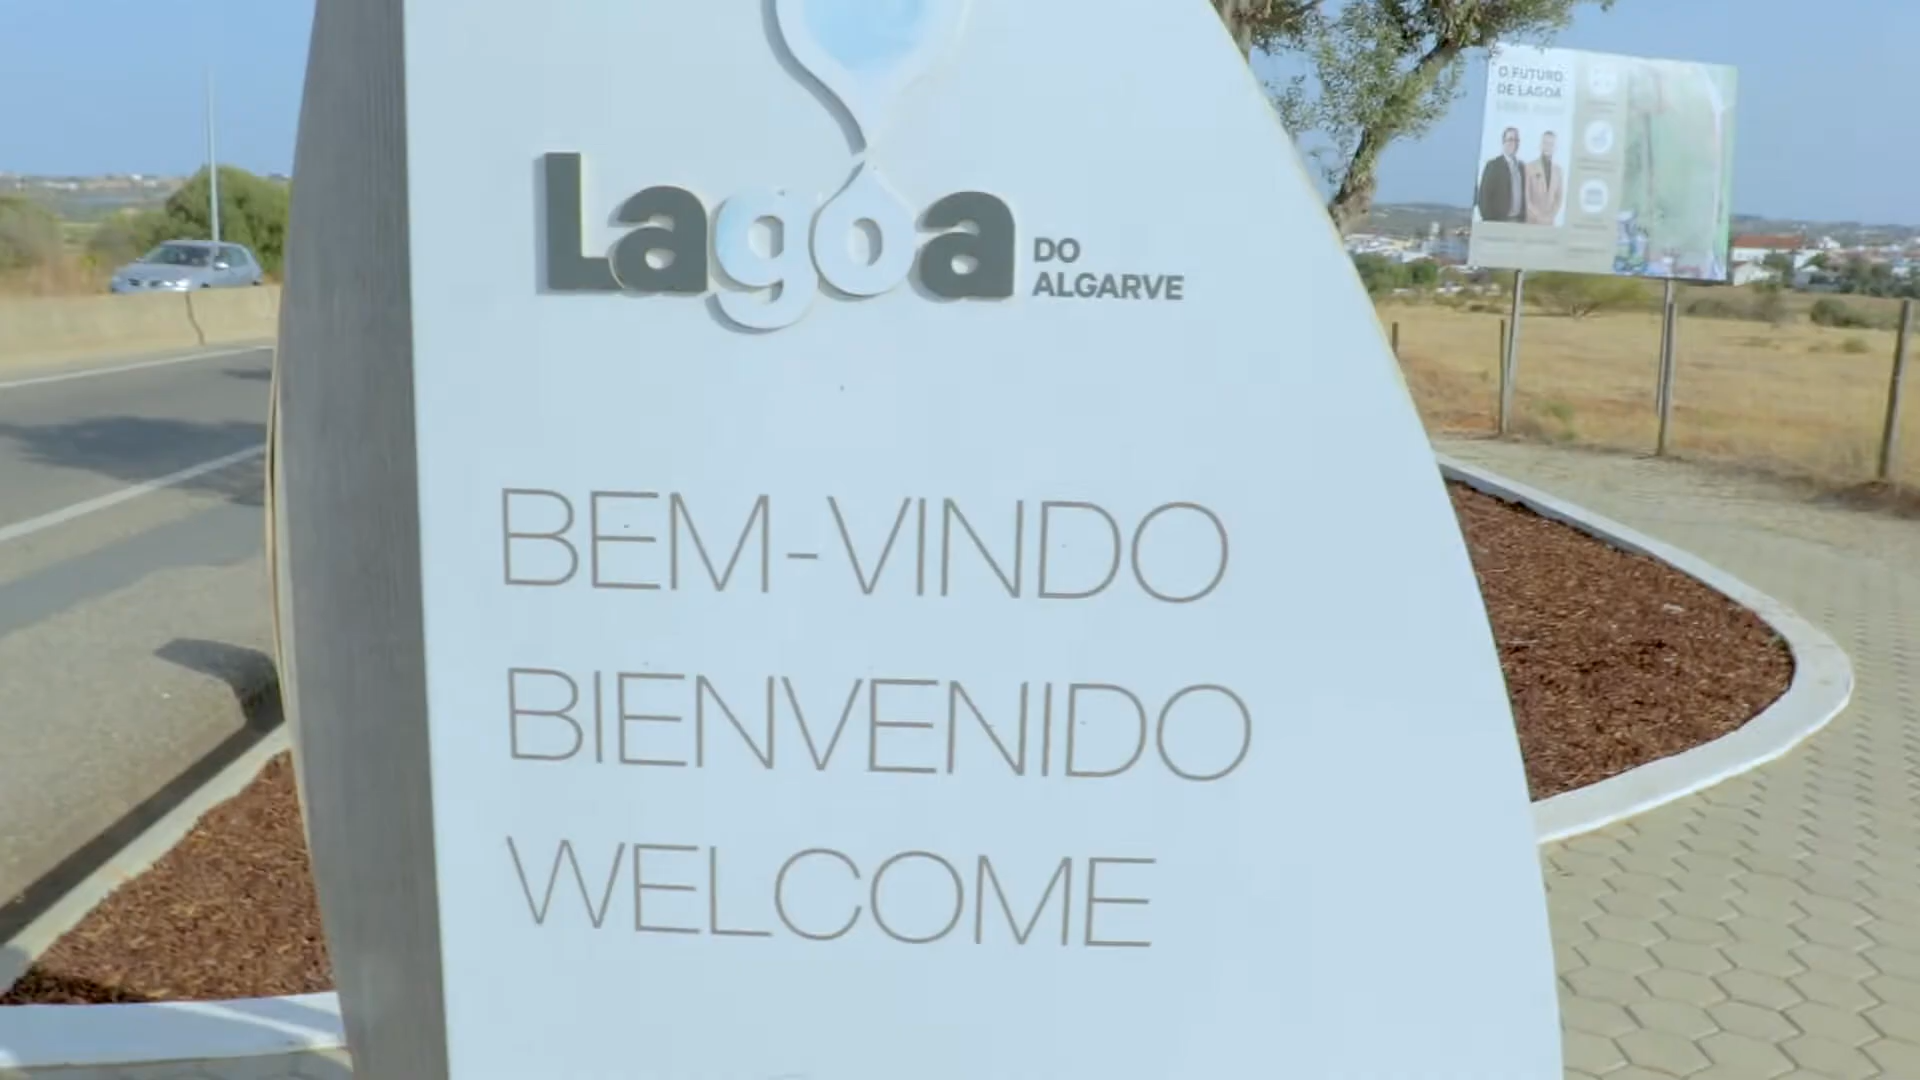 Lagoa
DO
ALGARVE
BEM-VINDO
BIENVENIDO
WELCOME
O FUTURO
DE LAGOA